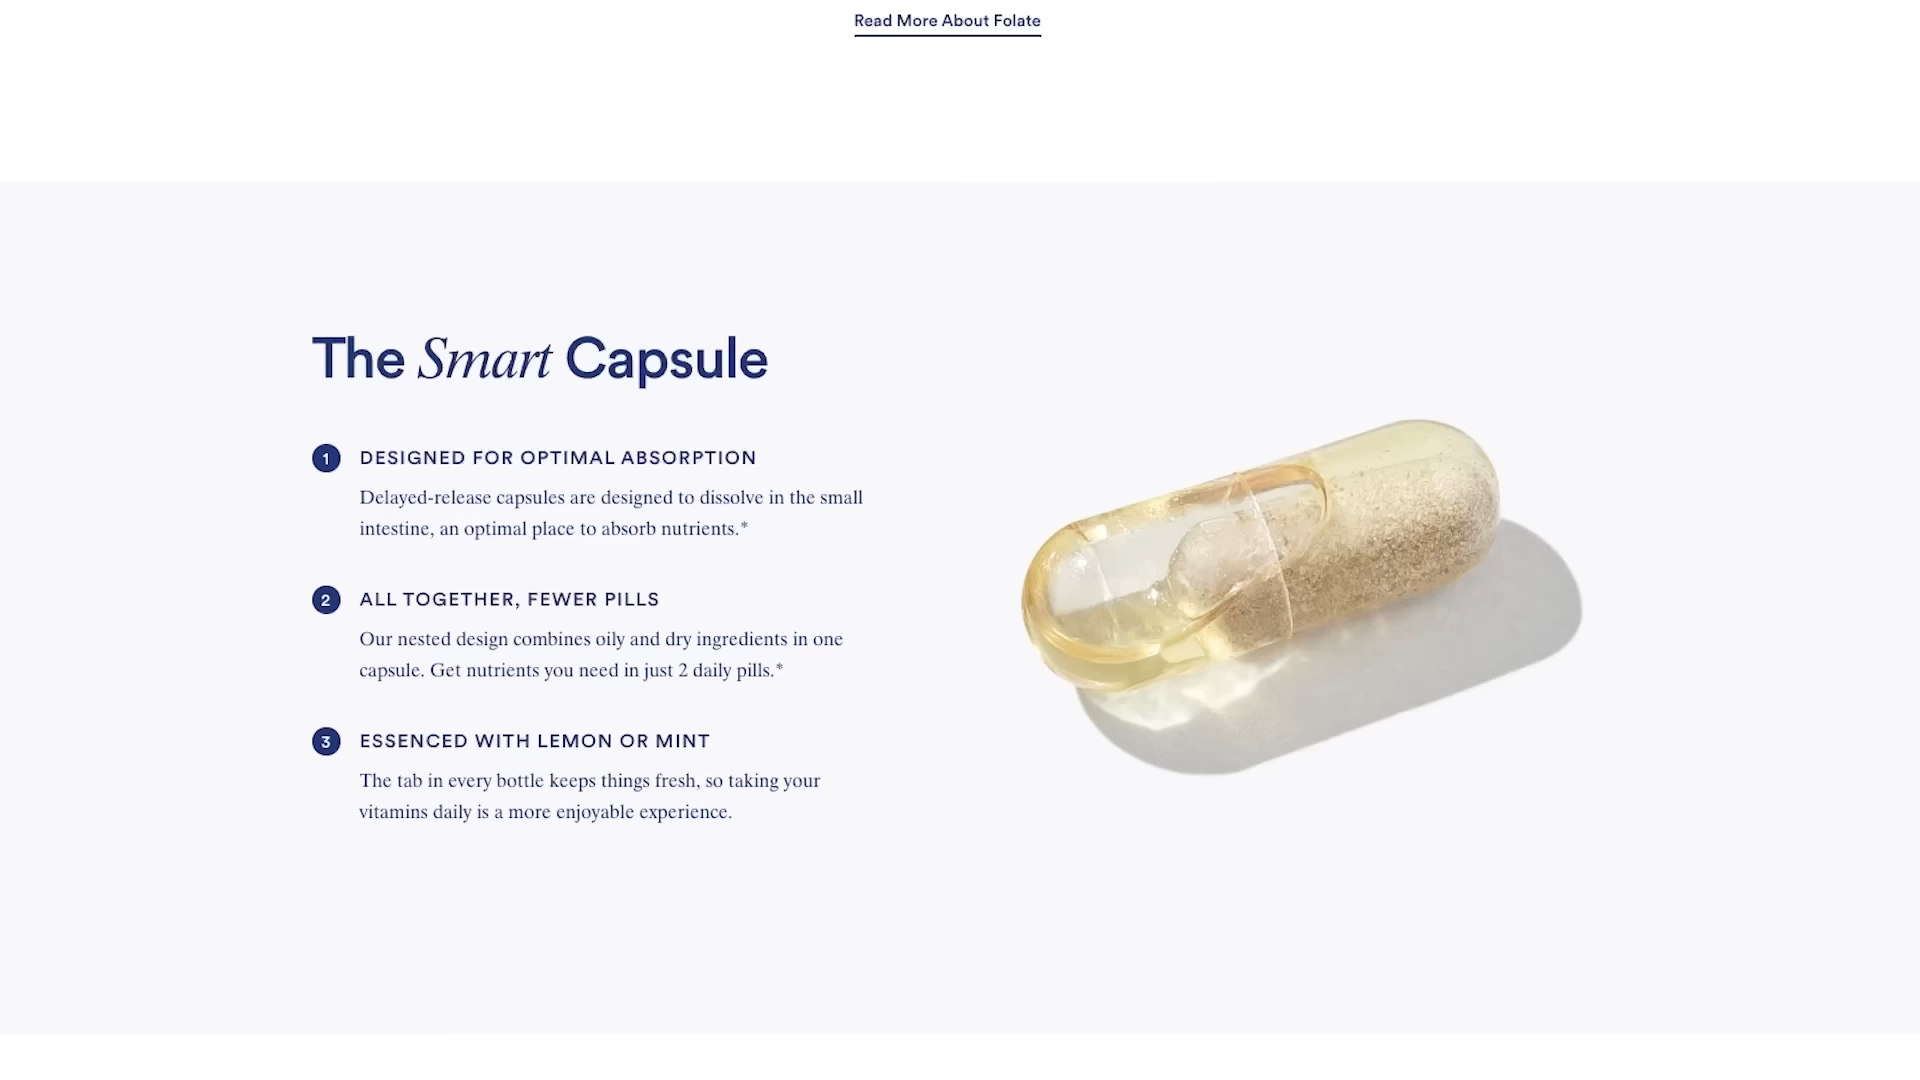 Read More About Folate
The Smart Capsule
1 DESIGNED FOR OPTIMAL ABSORPTION
Delayed-release capsules are designed to dissolve in the small
intestine, an optimal place to absorb nutrients.*
2 ALL TOGETHER, FEWER PILLS
Our nested design combines oily and dry ingredients in one
capsule. Get nutrients you need in just 2 daily pills.*
3 ESSENCED WITH LEMON OR MINT
The tab in every bottle keeps things fresh, so taking your
vitamins daily is a more enjoyable experience.